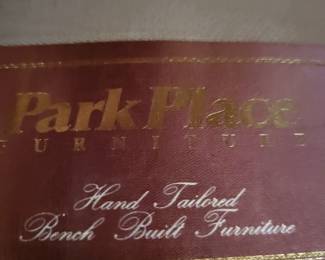 Park Place
FURNITURE
Hand Tailored
Bench Built Furniture